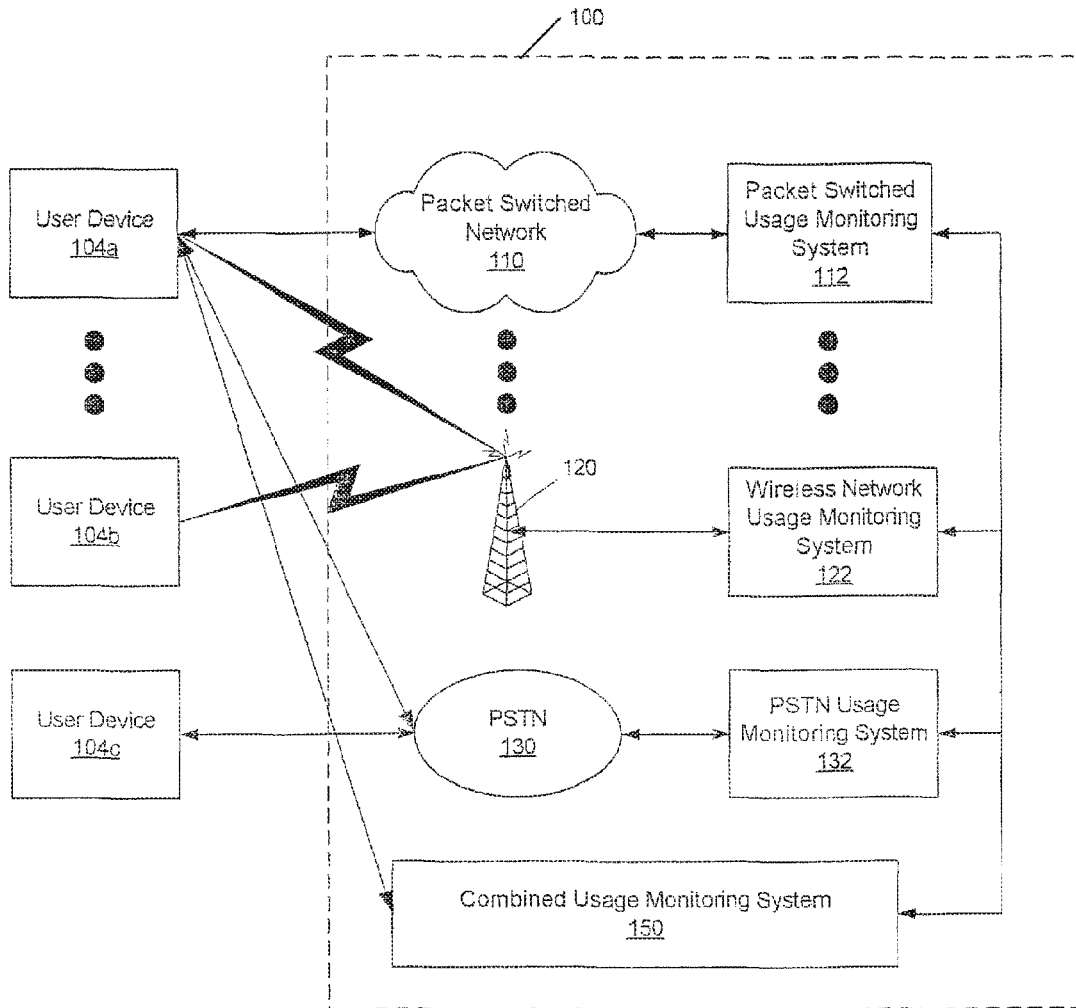 100
User Device
104a
Packet Switched
Network
110
Packet Switched
Usage Monitoring
System
112
User Device
104b
120
Wireless Network
Usage Monitoring
System
122
User Device
104c
PSTN
130
PSTN Usage
Monitoring System
132
Combined Usage Monitoring System
150